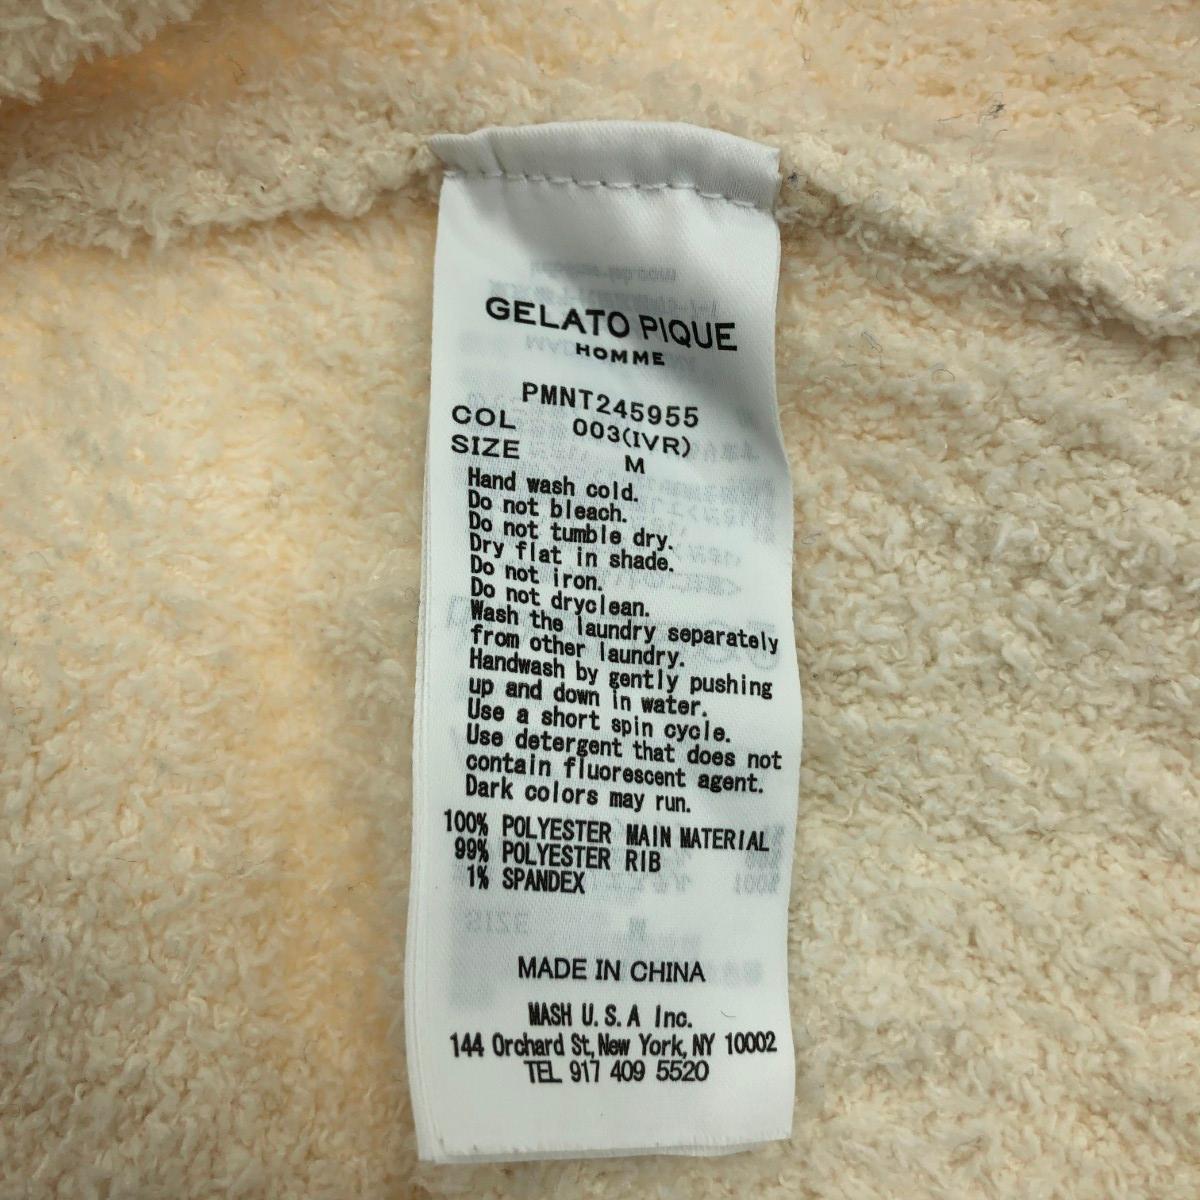 GELATO PIQUE
HOMME
PMNT245955
COL 003(IVR)
SIZE M
Hand wash cold.
Do not bleach.
Do not tumble dry.
Dry flat in shade.
Do not iron.
Do not dryclean.
Wash the laundry separately
from other laundry.
Handwash by gently pushing
up and down in water.
Use a short spin cycle.
Use detergent that does not
contain fluorescent agent.
Dark colors may run.
100% POLYESTER MAIN MATERIAL
99% POLYESTER RIB
1% SPANDEX
MADE IN CHINA
MASH U.S.A Inc.
144 Orchard St, New York, NY 10002
TEL 917 409 5520